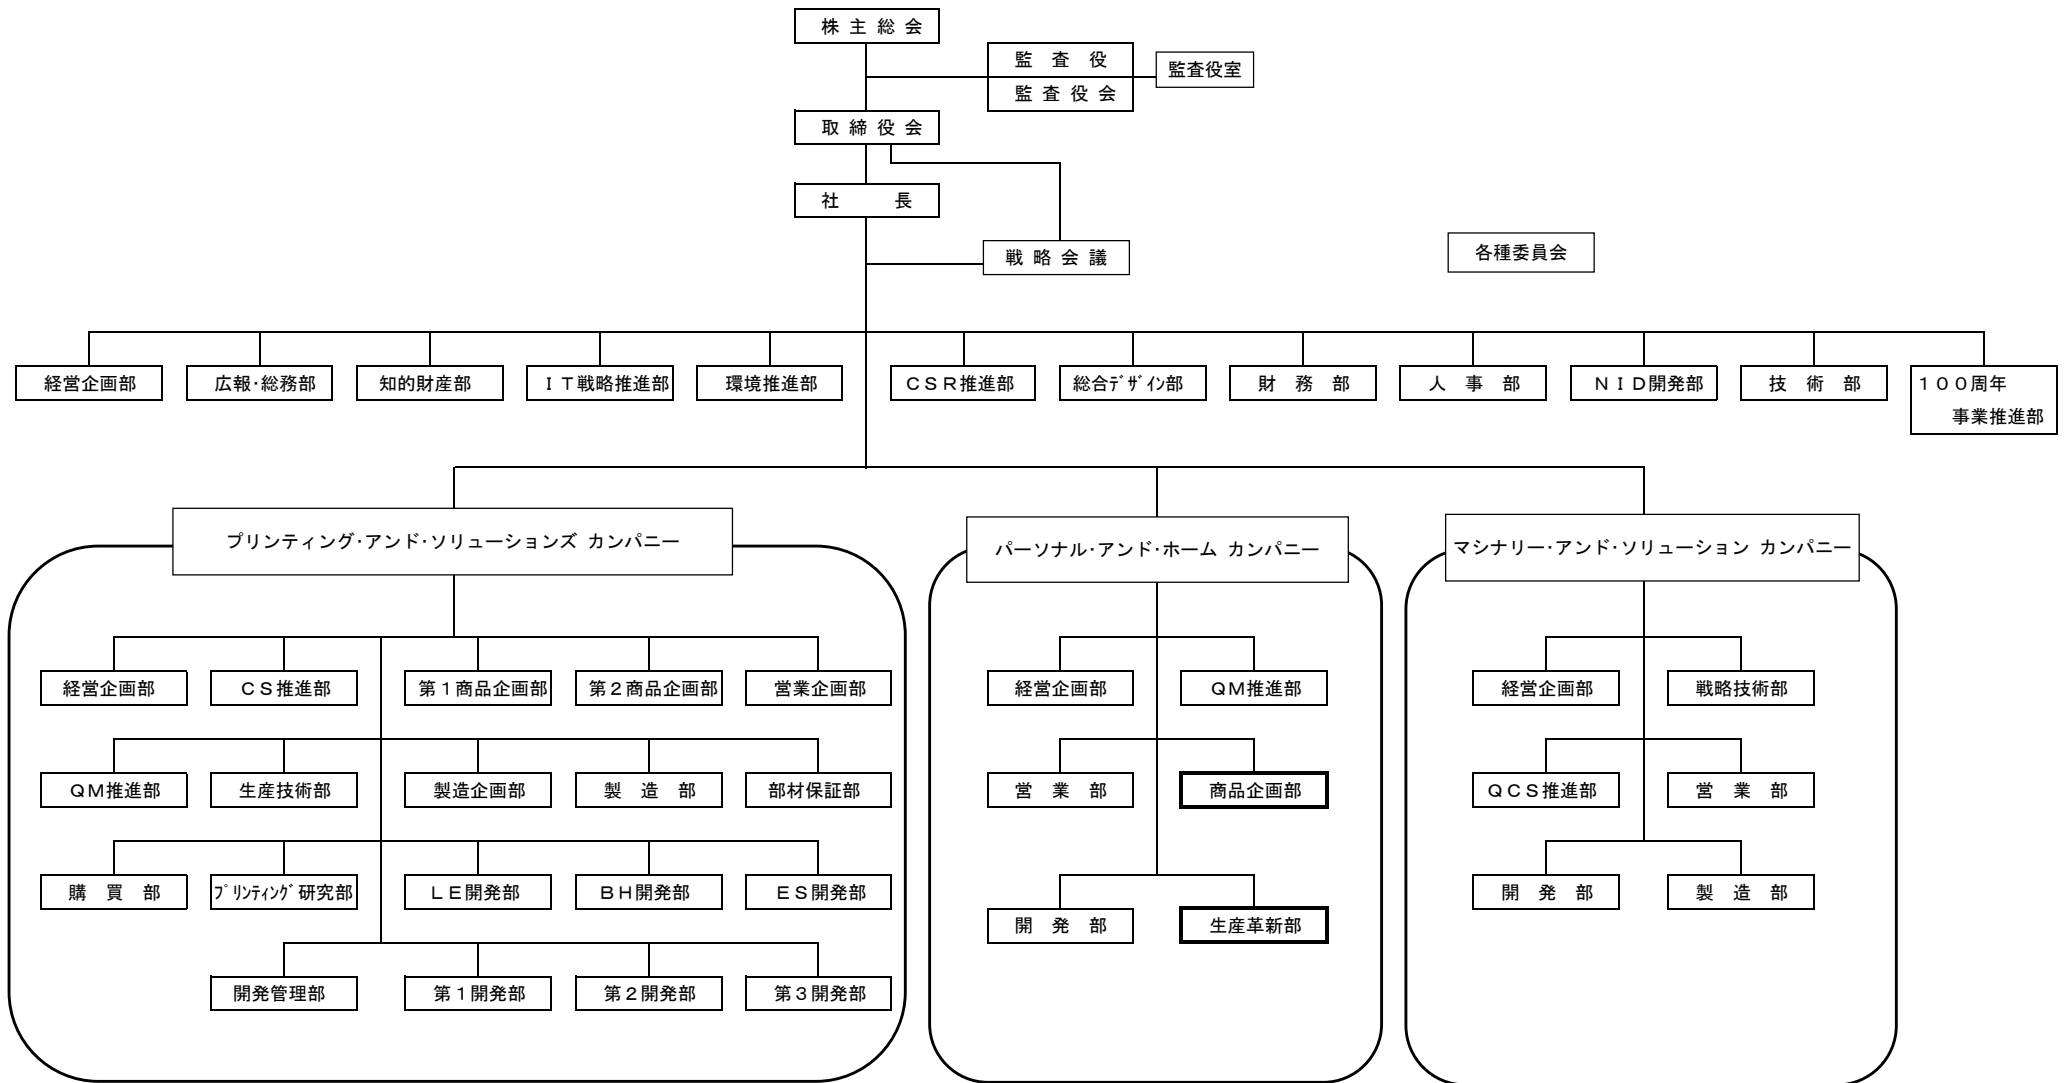 株 主 総 会
監 査 役
監 査 役 会
監査役室
取 締 役 会
社 長
戦 略 会 議
各種委員会
経営企画部
広報・総務部
知的財産部
ＩＴ戦略推進部
環境推進部
ＣＳＲ推進部
総合ﾃﾞｻﾞｲﾝ部
財 務 部
人 事 部
ＮＩＤ開発部
技 術 部
１００周年
事業推進部
プリンティング・アンド・ソリューションズ カンパニー
パーソナル・アンド・ホーム カンパニー
マシナリー・アンド・ソリューション カンパニー
経営企画部
ＣＳ推進部
第１商品企画部
第２商品企画部
営業企画部
ＱＭ推進部
生産技術部
製造企画部
製 造 部
部材保証部
購 買 部
ﾌﾟﾘﾝﾃｨﾝｸﾞ研究部
ＬＥ開発部
ＢＨ開発部
ＥＳ開発部
開発管理部
第１開発部
第２開発部
第３開発部
経営企画部
ＱＭ推進部
営 業 部
商品企画部
開 発 部
生産革新部
経営企画部
戦略技術部
ＱＣＳ推進部
営 業 部
開 発 部
製 造 部